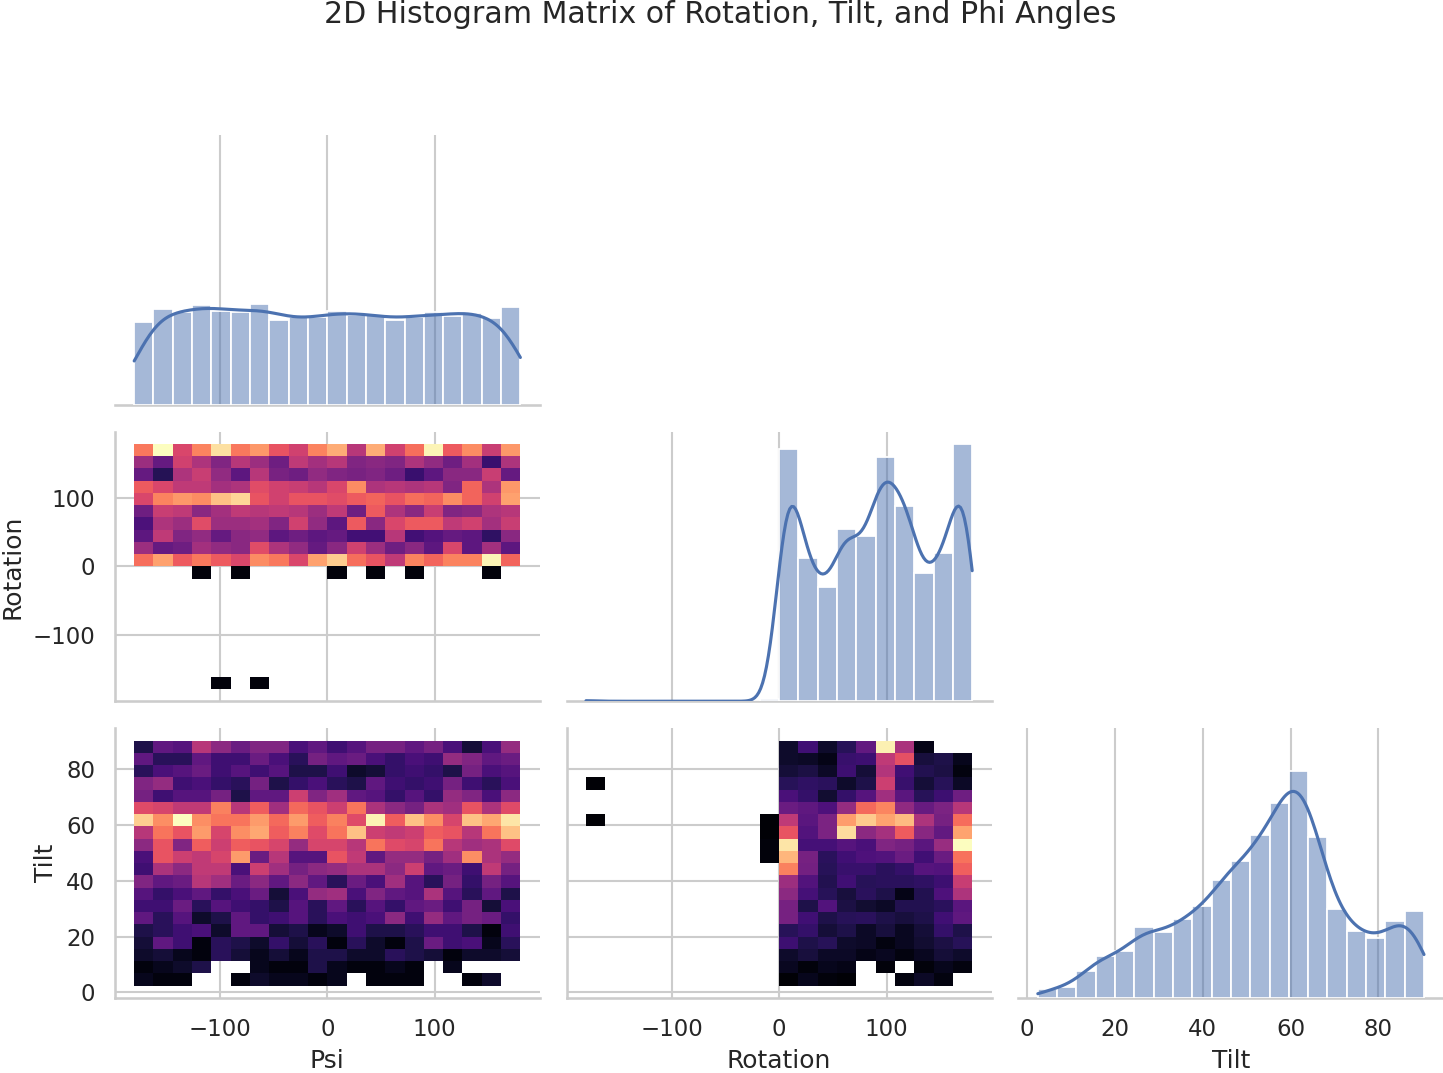 2D Histogram Matrix of Rotation, Tilt, and Phi Angles
Rotation
100
0
−100
Tilt
80
60
40
20
0
−100 0 100
Psi
−100 0 100
Rotation
0 20 40 60 80
Tilt